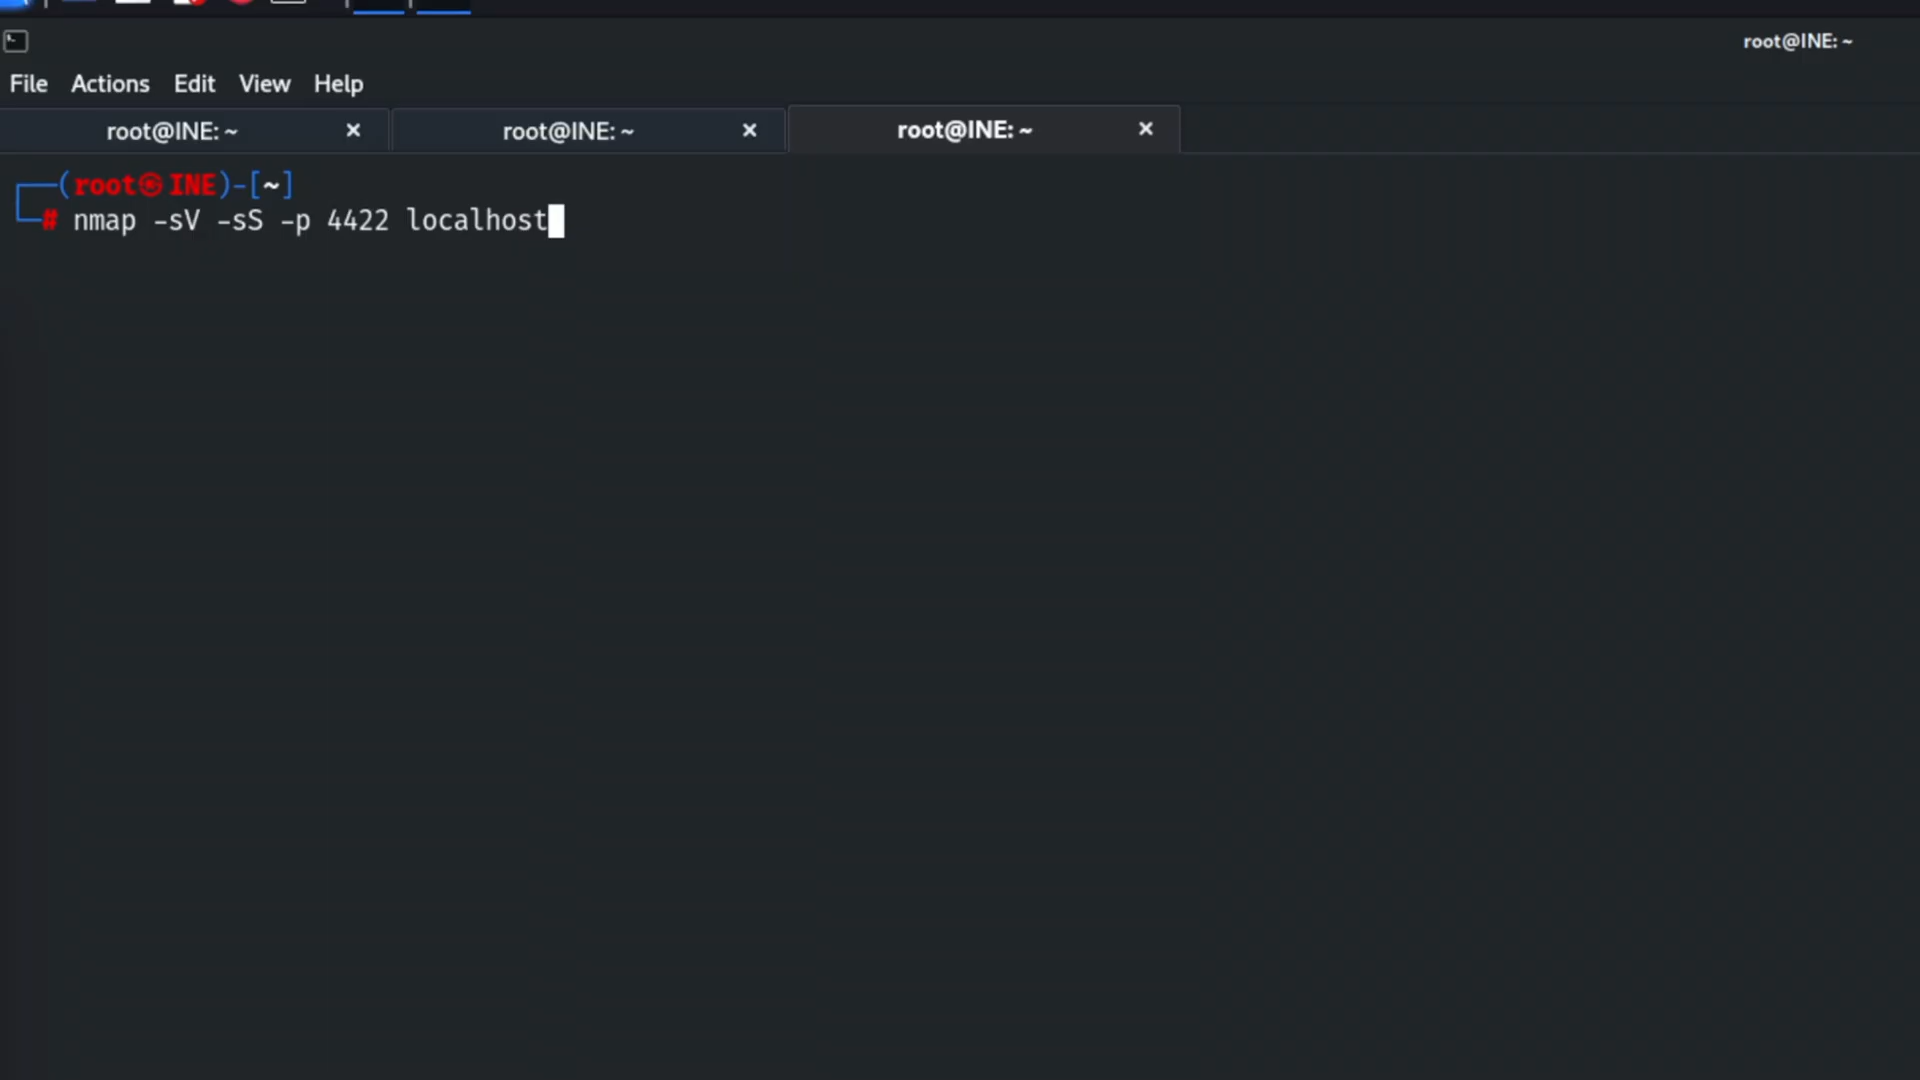 root@INE: ~
File Actions Edit View Help
root@INE: ~ × root@INE: ~ × root@INE: ~ ×
┌──(root㉿INE)-[~]
└─# nmap -sV -sS -p 4422 localhost